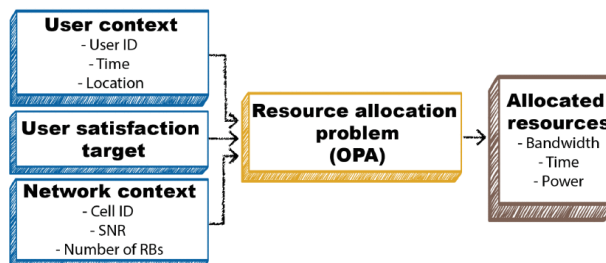 User context
- User ID
- Time
- Location
User satisfaction
target
Network context
- Cell ID
- SNR
- Number of RBs
Resource allocation
problem
(OPA)
Allocated
resources
- Bandwidth
- Time
- Power